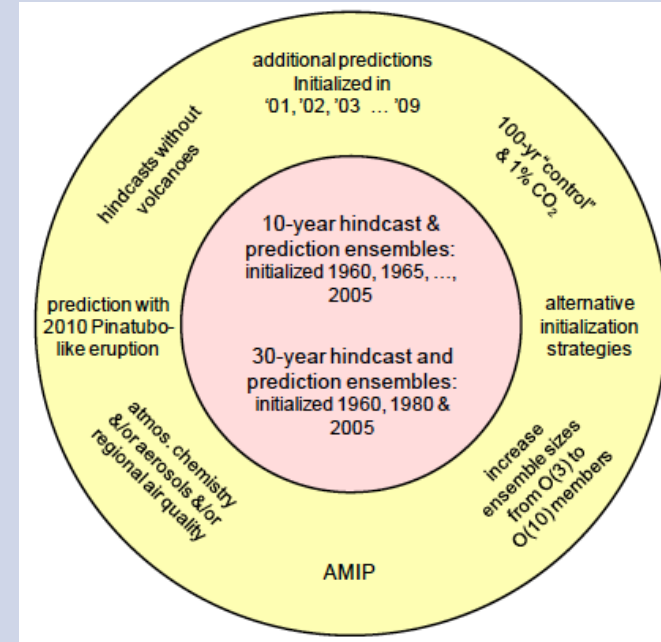 additional predictions
Initialized in
'01, '02, '03 ... '09
hindcasts without
volcanoes
100-yr "control"
& 1% CO₂
10-year hindcast &
prediction ensembles:
initialized 1960, 1965, ...,
2005
prediction with
2010 Pinatubo-
like eruption
alternative
initialization
strategies
30-year hindcast and
prediction ensembles:
initialized 1960, 1980 &
2005
atmos. chemistry
&/or aerosols &/or
regional air quality
increase
ensemble sizes
from O(3) to
O(10) members
AMIP